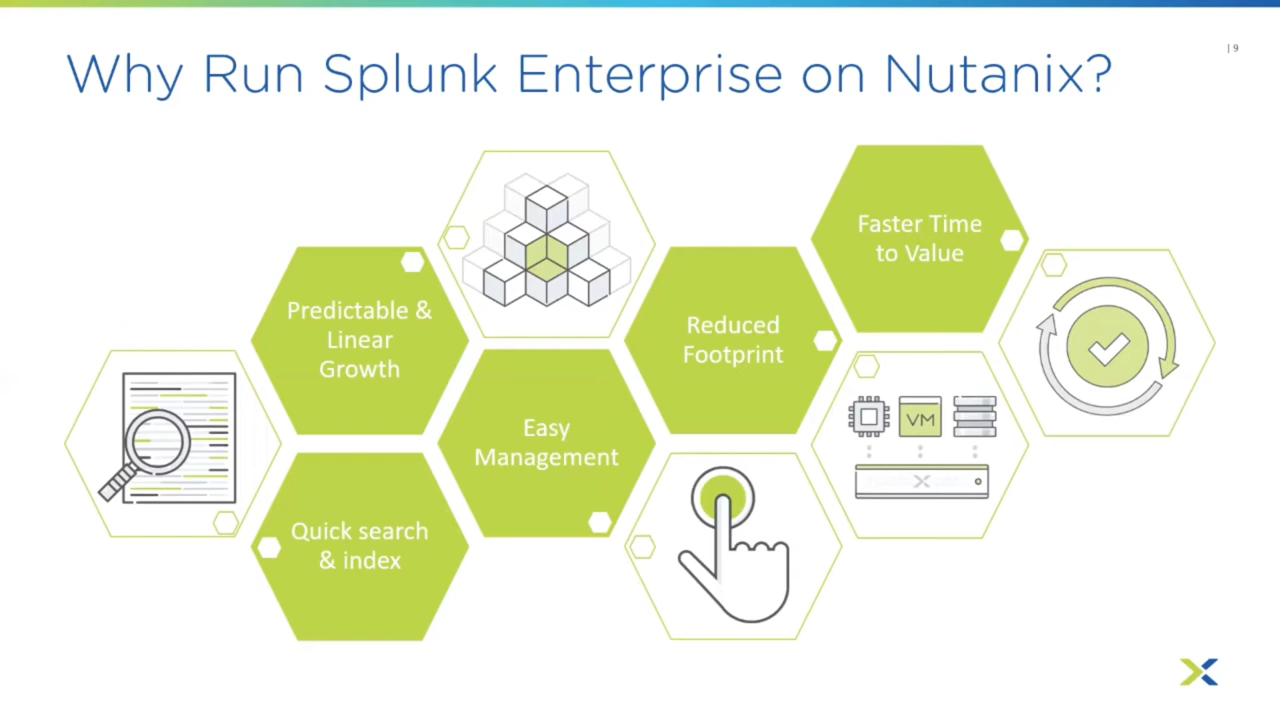 Why Run Splunk Enterprise on Nutanix?
| 9
Predictable &
Linear
Growth
Quick search
& index
Easy
Management
Reduced
Footprint
Faster Time
to Value
VM